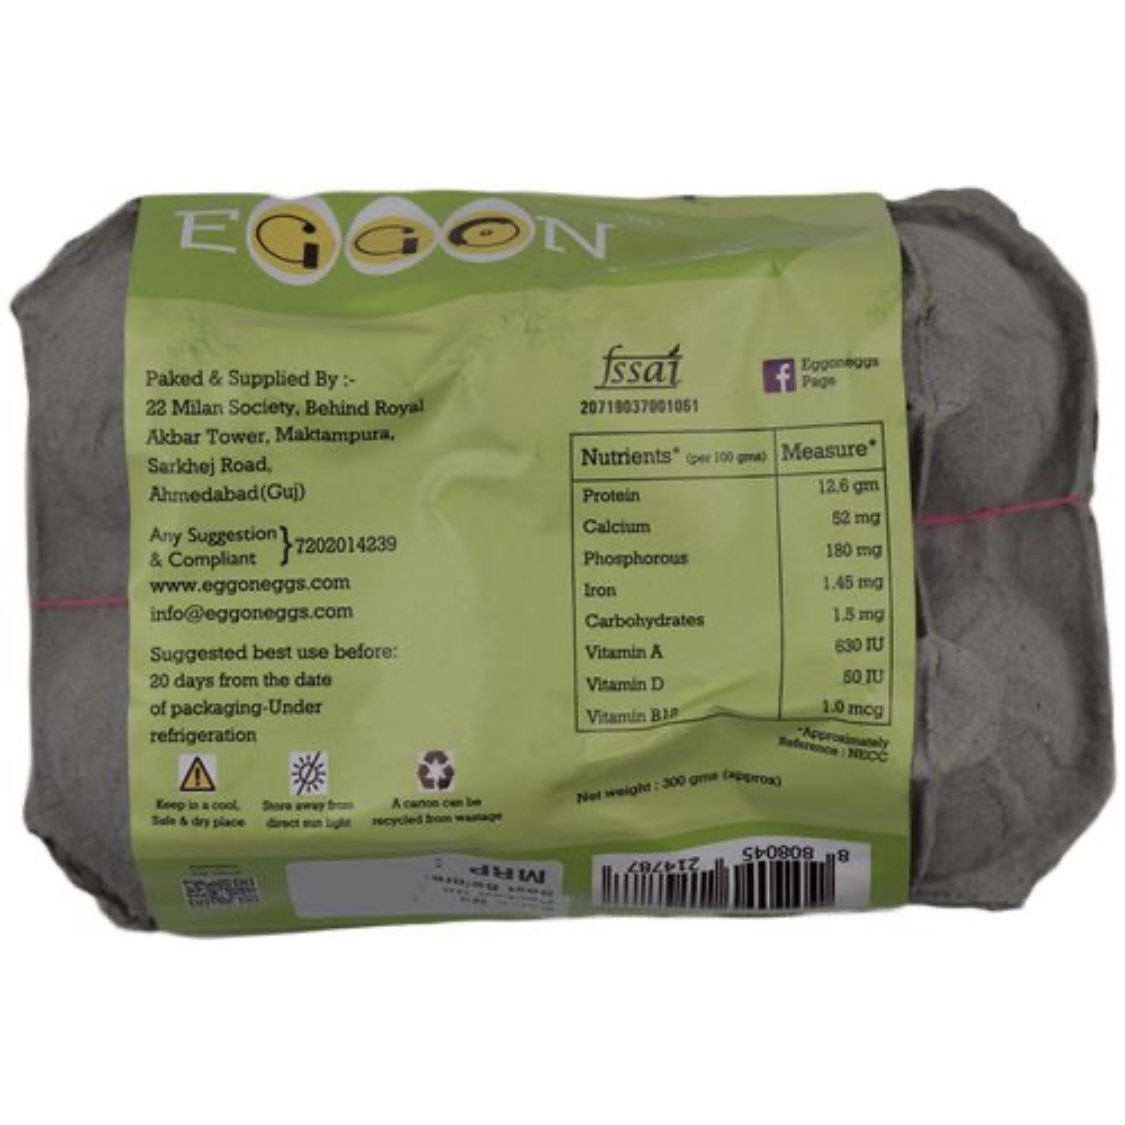 EGGON
Paked & Supplied By :-
22 Milan Society, Behind Royal
Akbar Tower, Maktampura,
Sarkhej Road,
Ahmedabad(Guj)
Any Suggestion
& Compliant } 7202014239
www.eggoneggs.com
info@eggoneggs.com
Suggested best use before:
20 days from the date
of packaging-Under
refrigeration
Keep in a cool,
Safe & dry place
Store away from
direct sun light
A carton can be
recycled from wastage
fssai
20719037001061
f Eggoneggs
Page
Nutrients* (per 100 gms) Measure*
Protein 12.6 gm
Calcium 52 mg
Phosphorous 180 mg
Iron 1.45 mg
Carbohydrates 1.5 mg
Vitamin A 630 IU
Vitamin D 50 IU
Vitamin B12 1.0 mcg
*Approximately
Reference : NECC
Net weight : 300 gms (approx)
MRP
Best Before
8 808045 214787